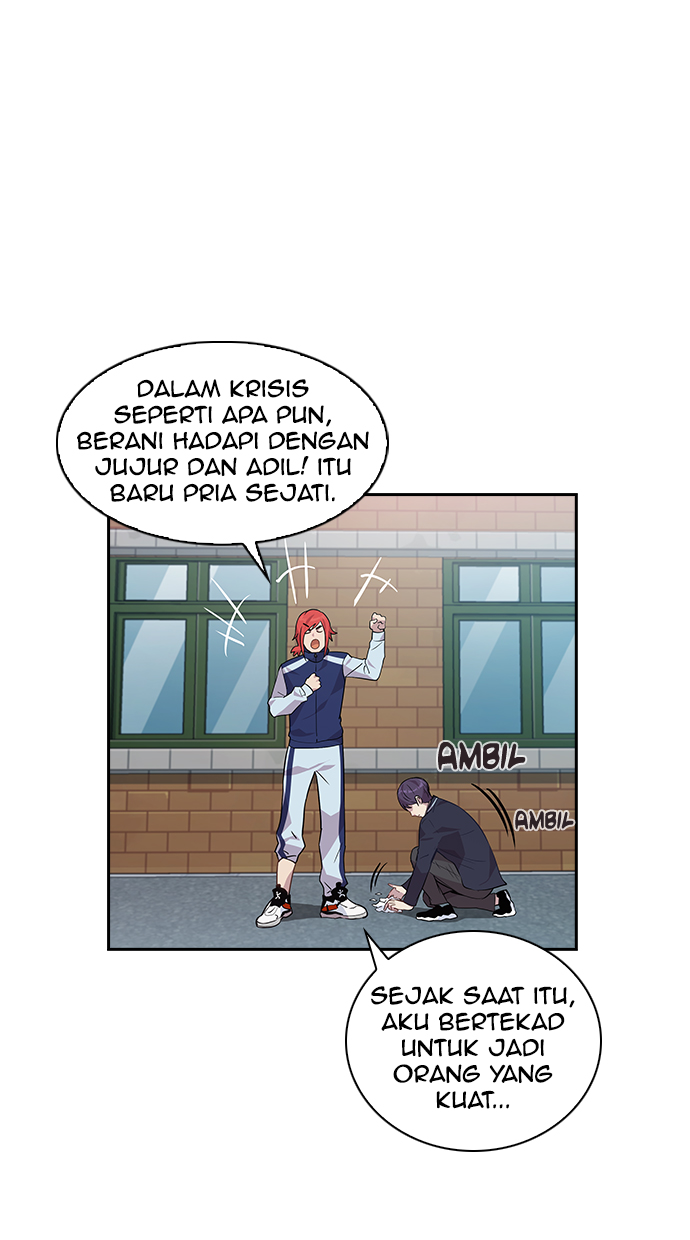 DALAM KRISIS
SEPERTI APA PUN,
BERANI HADAPI DENGAN
JUJUR DAN ADIL! ITU
BARU PRIA SEJATI.
AMBIL
AMBIL
SEJAK SAAT ITU,
AKU BERTEKAD
UNTUK JADI
ORANG YANG
KUAT...